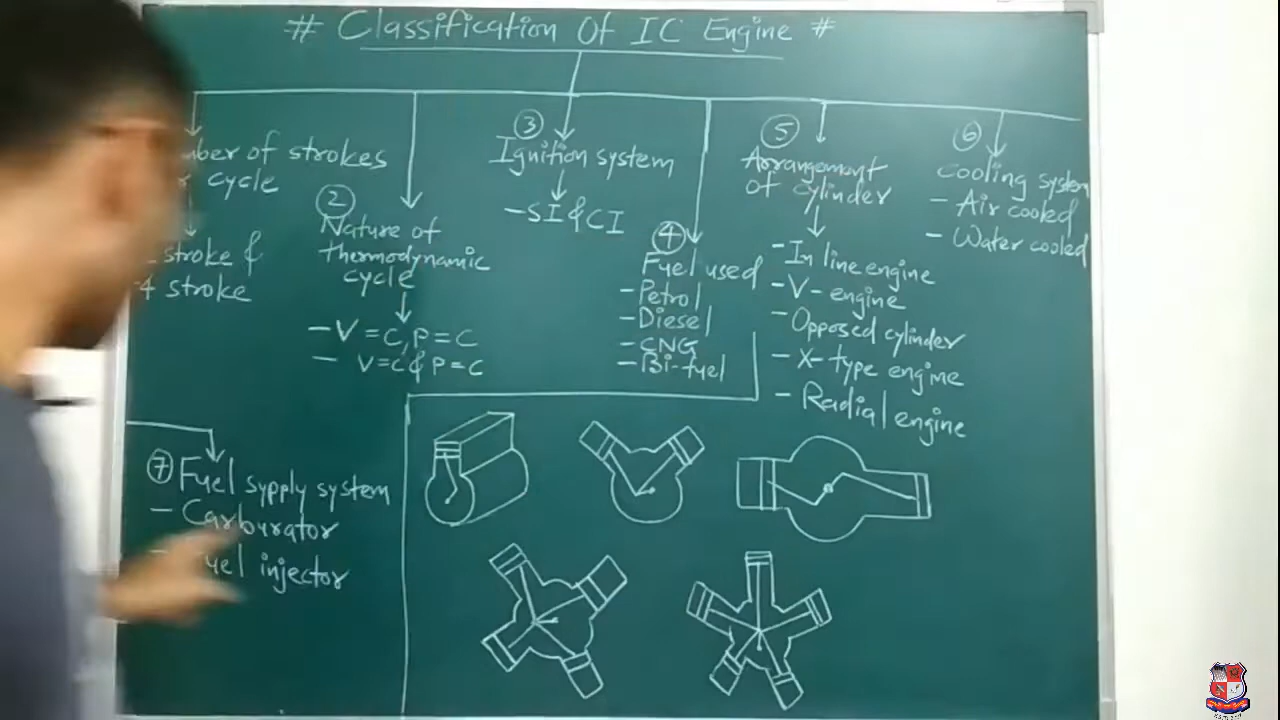 # Classification Of IC Engine #
of strokes
cycle
stroke &
4 stroke
②
Nature of
thermodynamic
cycle
- V = C, P = C
- V=C & P=C
③
Ignition system
- SI & CI
④
Fuel used
- Petrol
- Diesel
- CNG
- Bi-fuel
⑤
Arrangement
of cylinder
- In line engine
- V- engine
- Opposed cylinder
- X-type engine
- Radial engine
⑥
Cooling system
- Air cooled
- Water cooled
⑦ Fuel supply system
- Carburator
injector